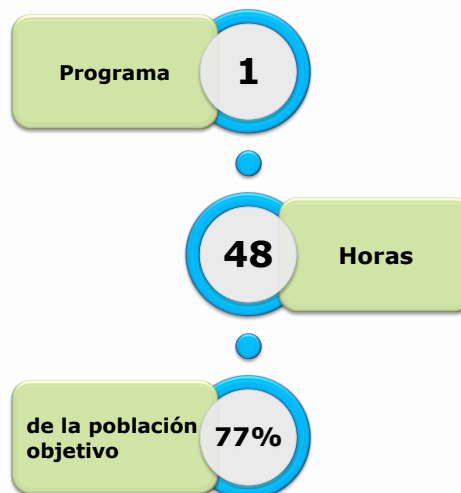 Programa 1
48 Horas
de la población
objetivo
77%